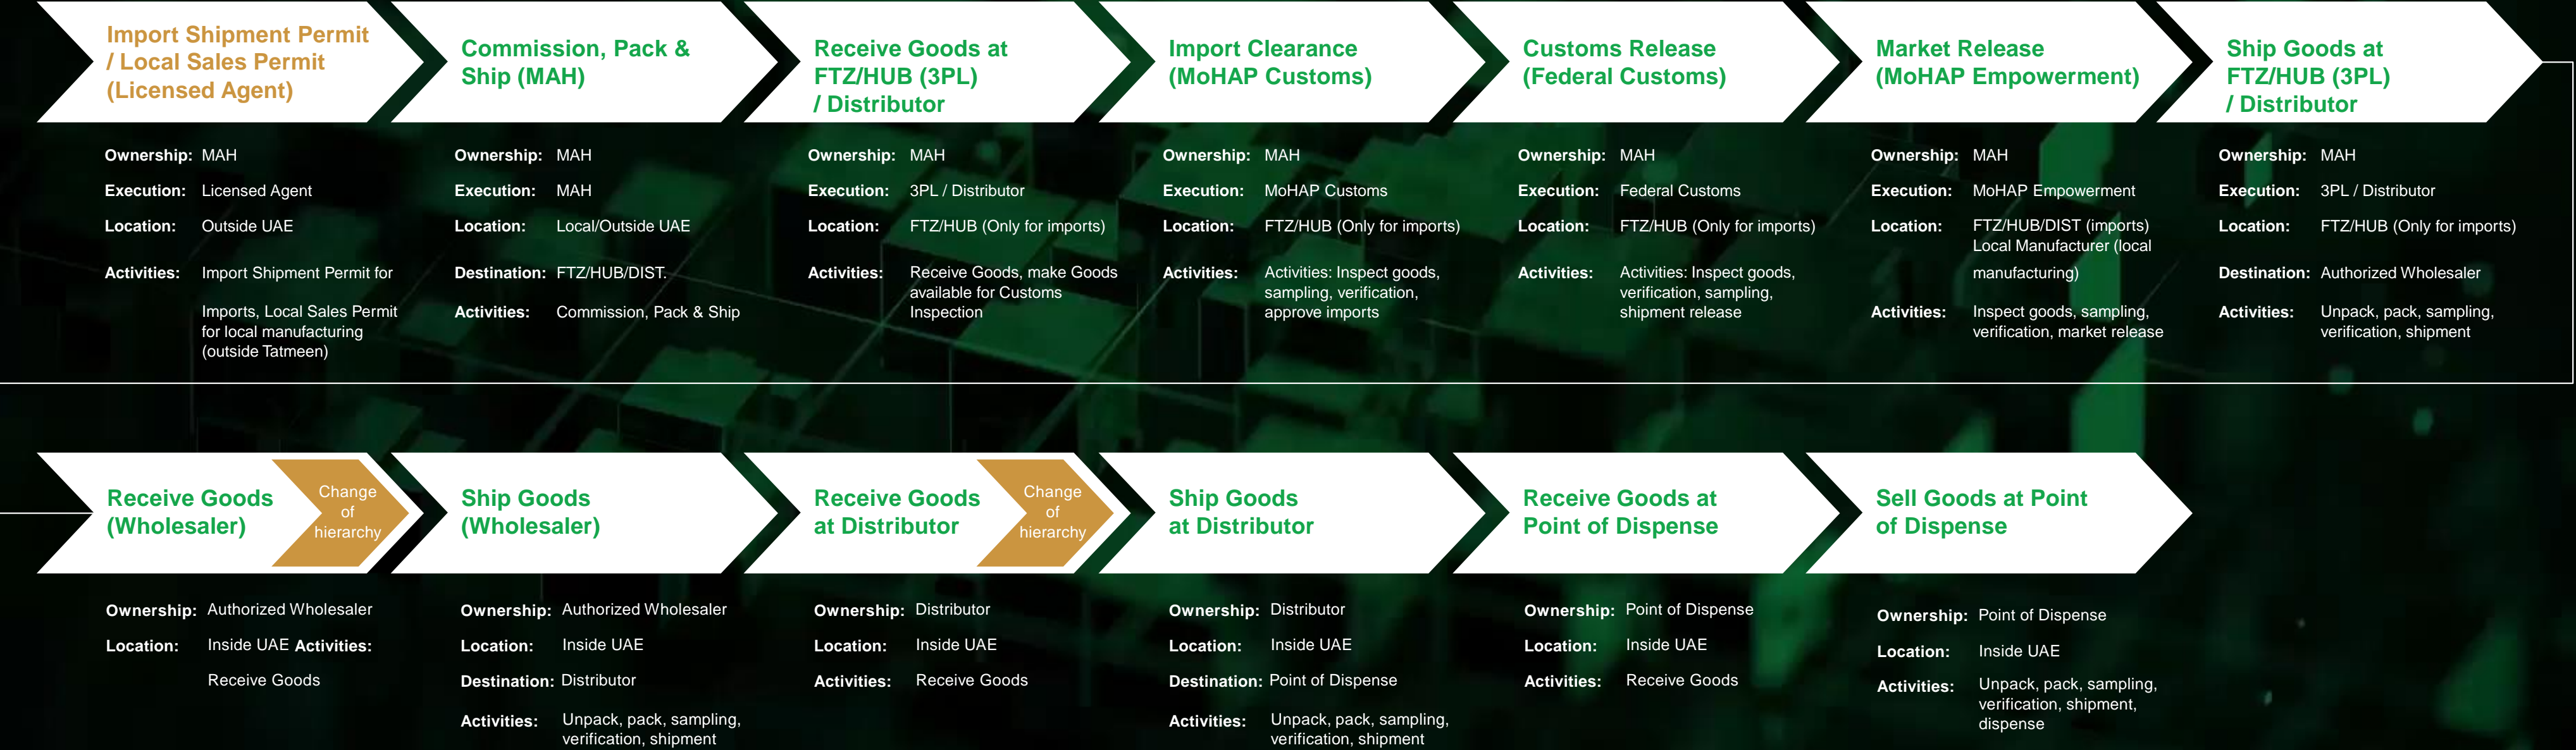 Import Shipment Permit
/ Local Sales Permit
(Licensed Agent)
Ownership: MAH
Execution: Licensed Agent
Location: Outside UAE
Activities: Import Shipment Permit for
Imports, Local Sales Permit
for local manufacturing
(outside Tatmeen)
Commission, Pack &
Ship (MAH)
Ownership: MAH
Execution: MAH
Location: Local/Outside UAE
Destination: FTZ/HUB/DIST.
Activities: Commission, Pack & Ship
Receive Goods at
FTZ/HUB (3PL)
/ Distributor
Ownership: MAH
Execution: 3PL / Distributor
Location: FTZ/HUB (Only for imports)
Activities: Receive Goods, make Goods
available for Customs
Inspection
Import Clearance
(MoHAP Customs)
Ownership: MAH
Execution: MoHAP Customs
Location: FTZ/HUB (Only for imports)
Activities: Activities: Inspect goods,
sampling, verification,
approve imports
Customs Release
(Federal Customs)
Ownership: MAH
Execution: Federal Customs
Location: FTZ/HUB (Only for imports)
Activities: Activities: Inspect goods,
verification, sampling,
shipment release
Market Release
(MoHAP Empowerment)
Ownership: MAH
Execution: MoHAP Empowerment
Location: FTZ/HUB/DIST (imports)
Local Manufacturer (local
manufacturing)
Activities: Inspect goods, sampling,
verification, market release
Ship Goods at
FTZ/HUB (3PL)
/ Distributor
Ownership: MAH
Execution: 3PL / Distributor
Location: FTZ/HUB (Only for imports)
Destination: Authorized Wholesaler
Activities: Unpack, pack, sampling,
verification, shipment
Receive Goods
(Wholesaler)
Change
of
hierarchy
Ownership: Authorized Wholesaler
Location: Inside UAE Activities:
Receive Goods
Ship Goods
(Wholesaler)
Ownership: Authorized Wholesaler
Location: Inside UAE
Destination: Distributor
Activities: Unpack, pack, sampling,
verification, shipment
Receive Goods
at Distributor
Change
of
hierarchy
Ownership: Distributor
Location: Inside UAE
Activities: Receive Goods
Ship Goods
at Distributor
Ownership: Distributor
Location: Inside UAE
Destination: Point of Dispense
Activities: Unpack, pack, sampling,
verification, shipment
Receive Goods at
Point of Dispense
Ownership: Point of Dispense
Location: Inside UAE
Activities: Receive Goods
Sell Goods at Point
of Dispense
Ownership: Point of Dispense
Location: Inside UAE
Activities: Unpack, pack, sampling,
verification, shipment,
dispense